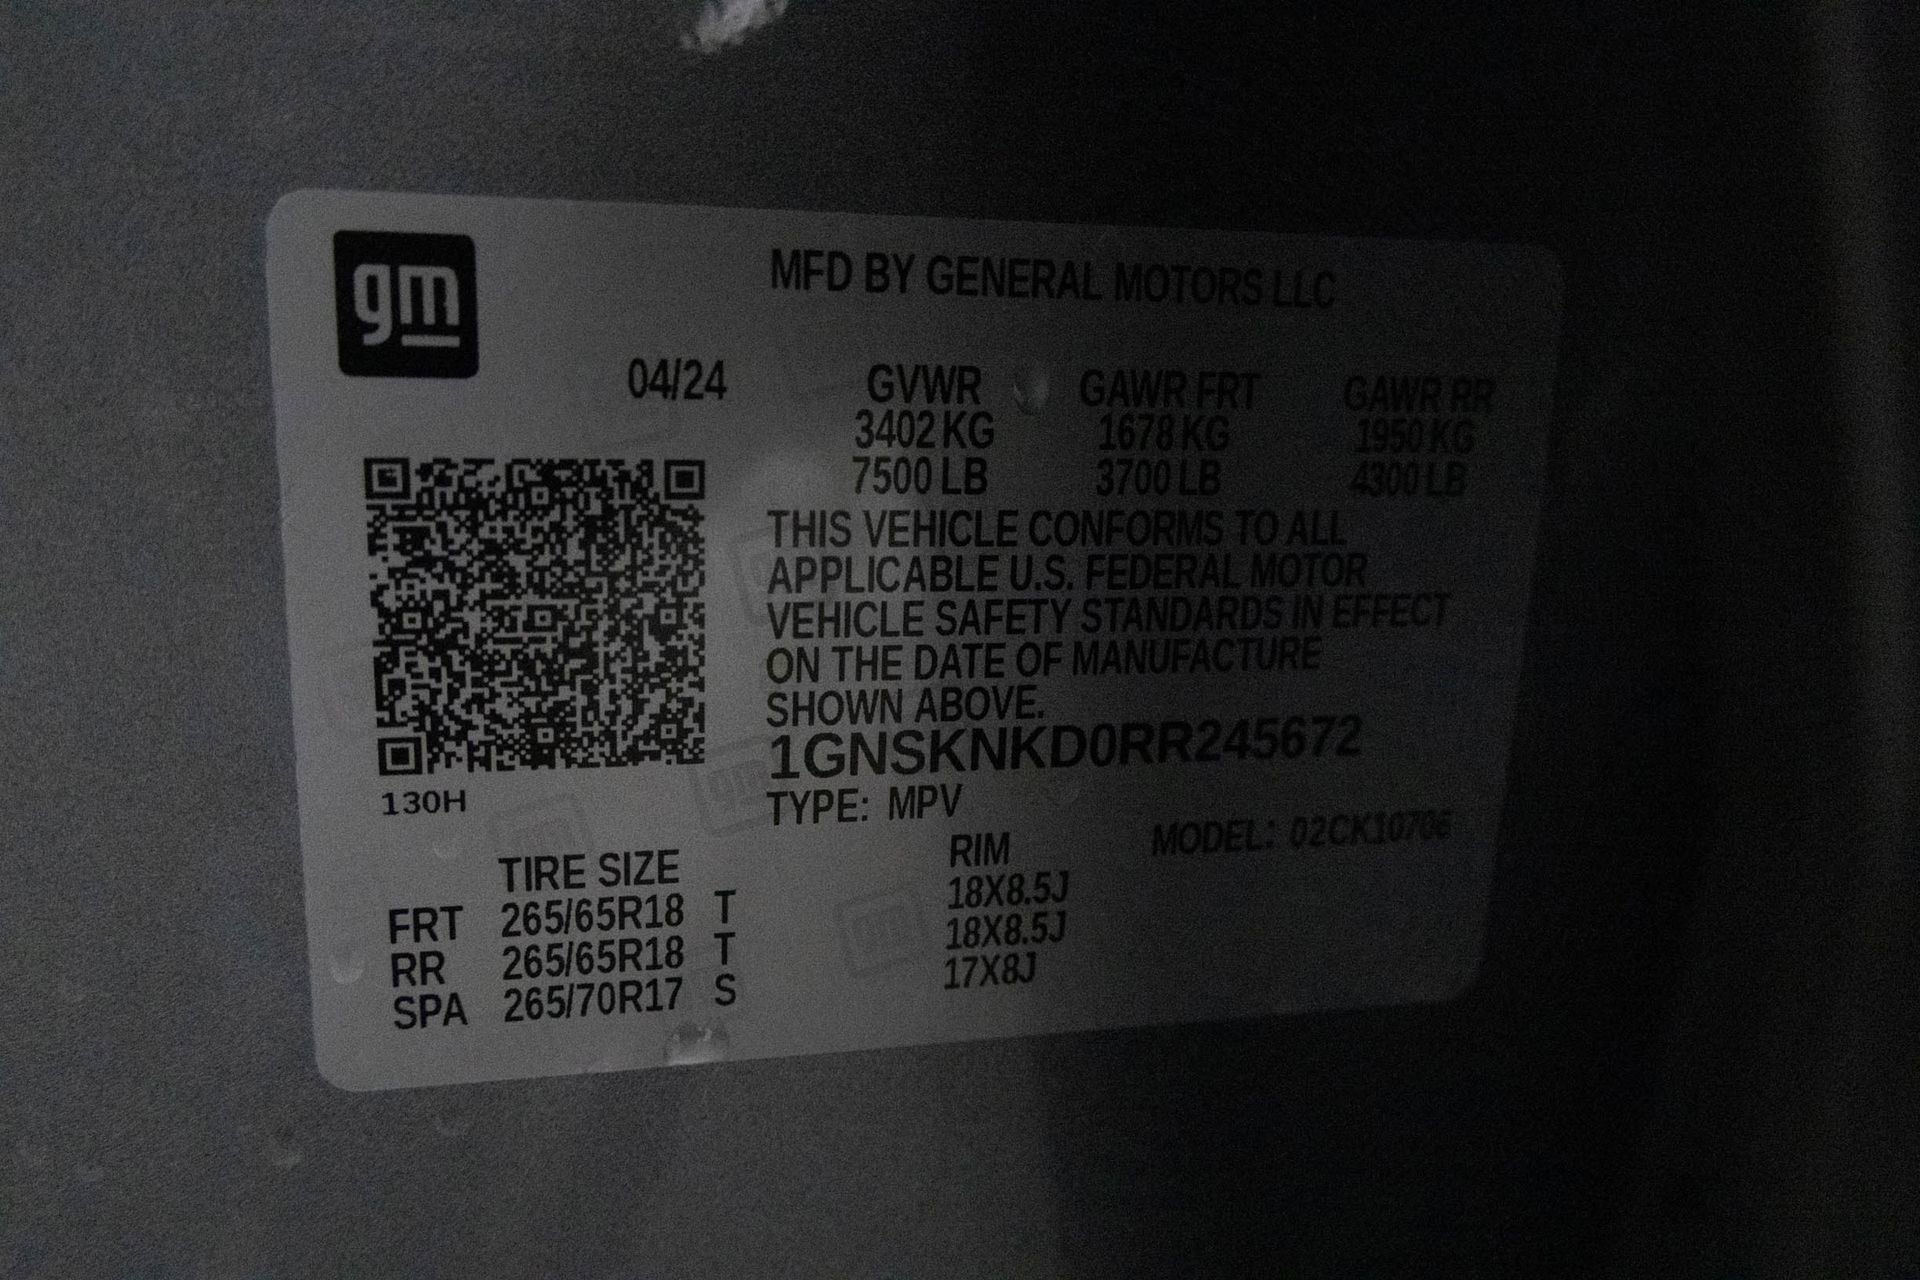 gm
MFD BY GENERAL MOTORS LLC
04/24 GVWR GAWR FRT GAWR RR
3402 KG 1678 KG 1950 KG
7500 LB 3700 LB 4300 LB
THIS VEHICLE CONFORMS TO ALL
APPLICABLE U.S. FEDERAL MOTOR
VEHICLE SAFETY STANDARDS IN EFFECT
ON THE DATE OF MANUFACTURE
SHOWN ABOVE.
1GNSKNKD0RR245672
130H
TYPE: MPV
MODEL: 02CK10706
TIRE SIZE RIM
FRT 265/65R18 T 18X8.5J
RR 265/65R18 T 18X8.5J
SPA 265/70R17 S 17X8J